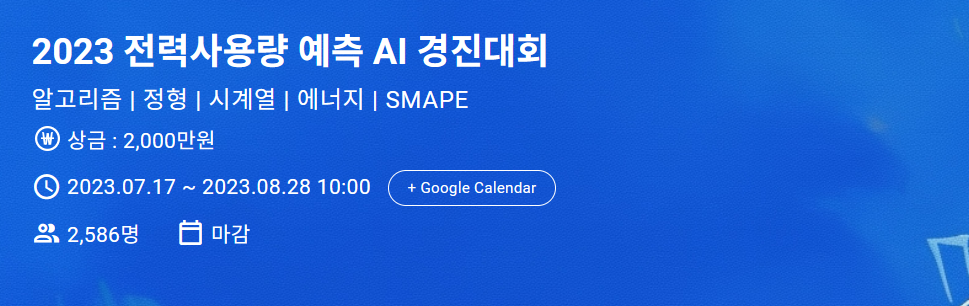 2023 전력사용량 예측 AI 경진대회
알고리즘 | 정형 | 시계열 | 에너지 | SMAPE
₩ 상금 : 2,000만원
2023.07.17 ~ 2023.08.28 10:00 + Google Calendar
2,586명 마감